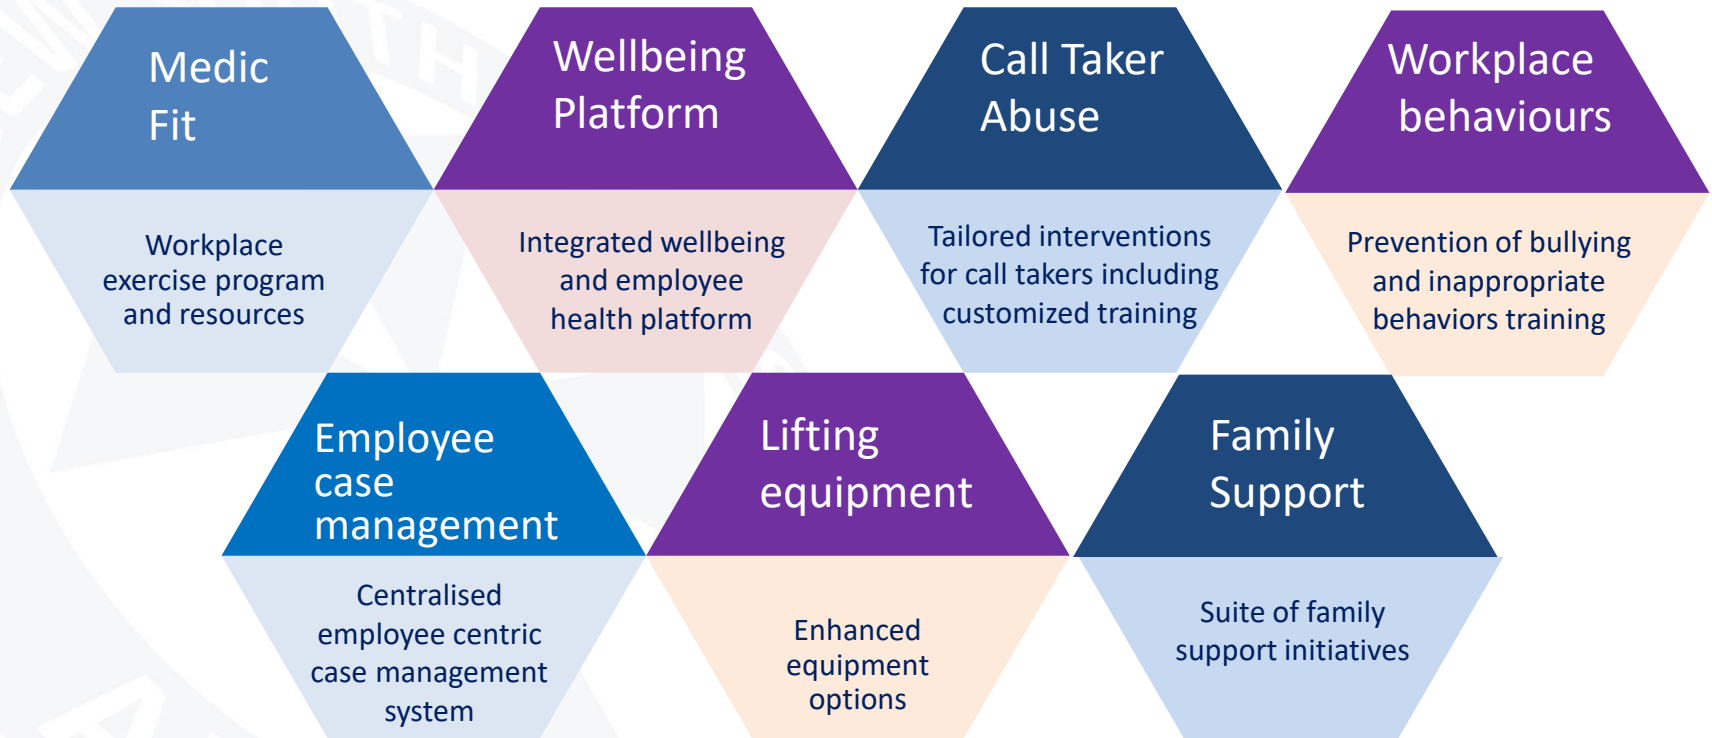 Medic
Fit
Wellbeing
Platform
Call Taker
Abuse
Workplace
behaviours
Workplace
exercise program
and resources
Integrated wellbeing
and employee
health platform
Tailored interventions
for call takers including
customized training
Prevention of bullying
and inappropriate
behaviors training
Employee
case
management
Lifting
equipment
Family
Support
Centralised
employee centric
case management
system
Enhanced
equipment
options
Suite of family
support initiatives